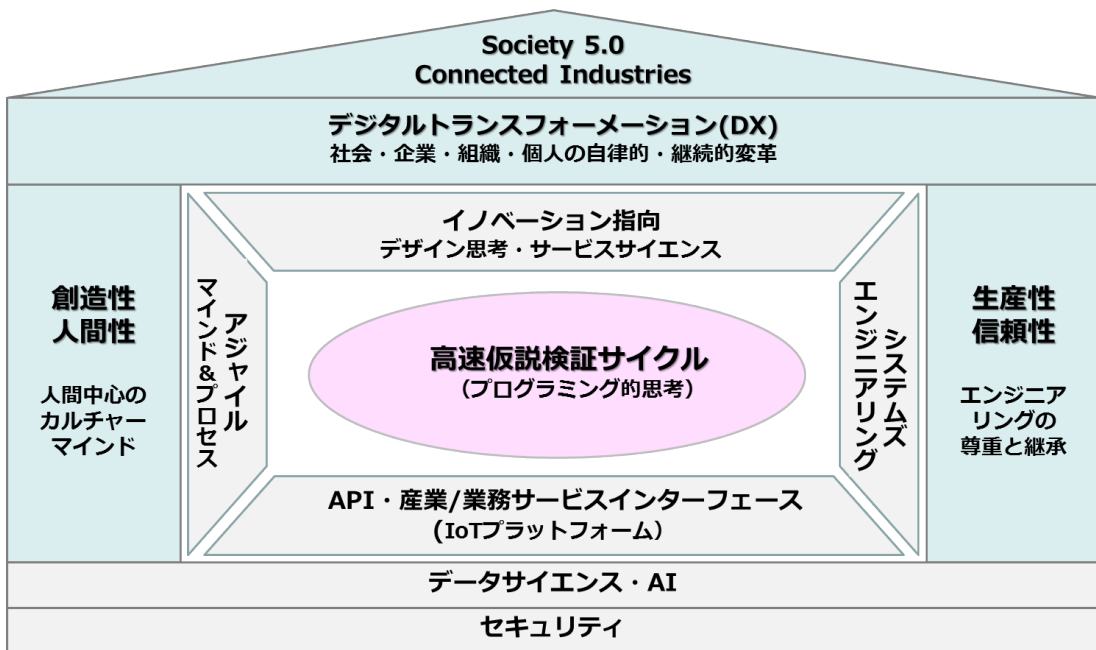 Society 5.0
Connected Industries
デジタルトランスフォーメーション(DX)
社会・企業・組織・個人の自律的・継続的変革
創造性
人間性
人間中心の
カルチャー
マインド
アジャイル
マインド&プロセス
イノベーション指向
デザイン思考・サービスサイエンス
高速仮説検証サイクル
(プログラミング的思考)
API・産業/業務サービスインターフェース
(IoTプラットフォーム)
システムズ
エンジニアリング
生産性
信頼性
エンジニア
リングの
尊重と継承
データサイエンス・AI
セキュリティ